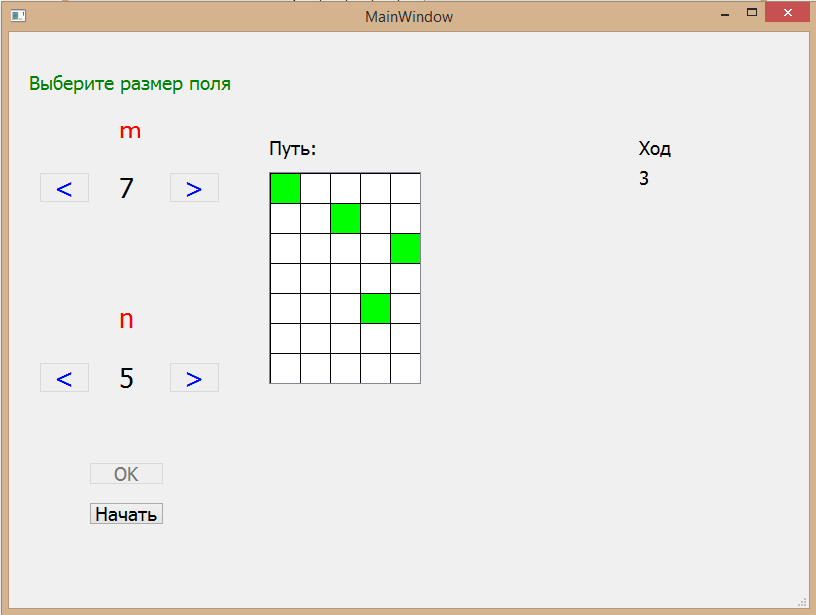 MainWindow
Выберите размер поля
m
< 7 >
n
< 5 >
OK
Начать
Путь:
Ход
3